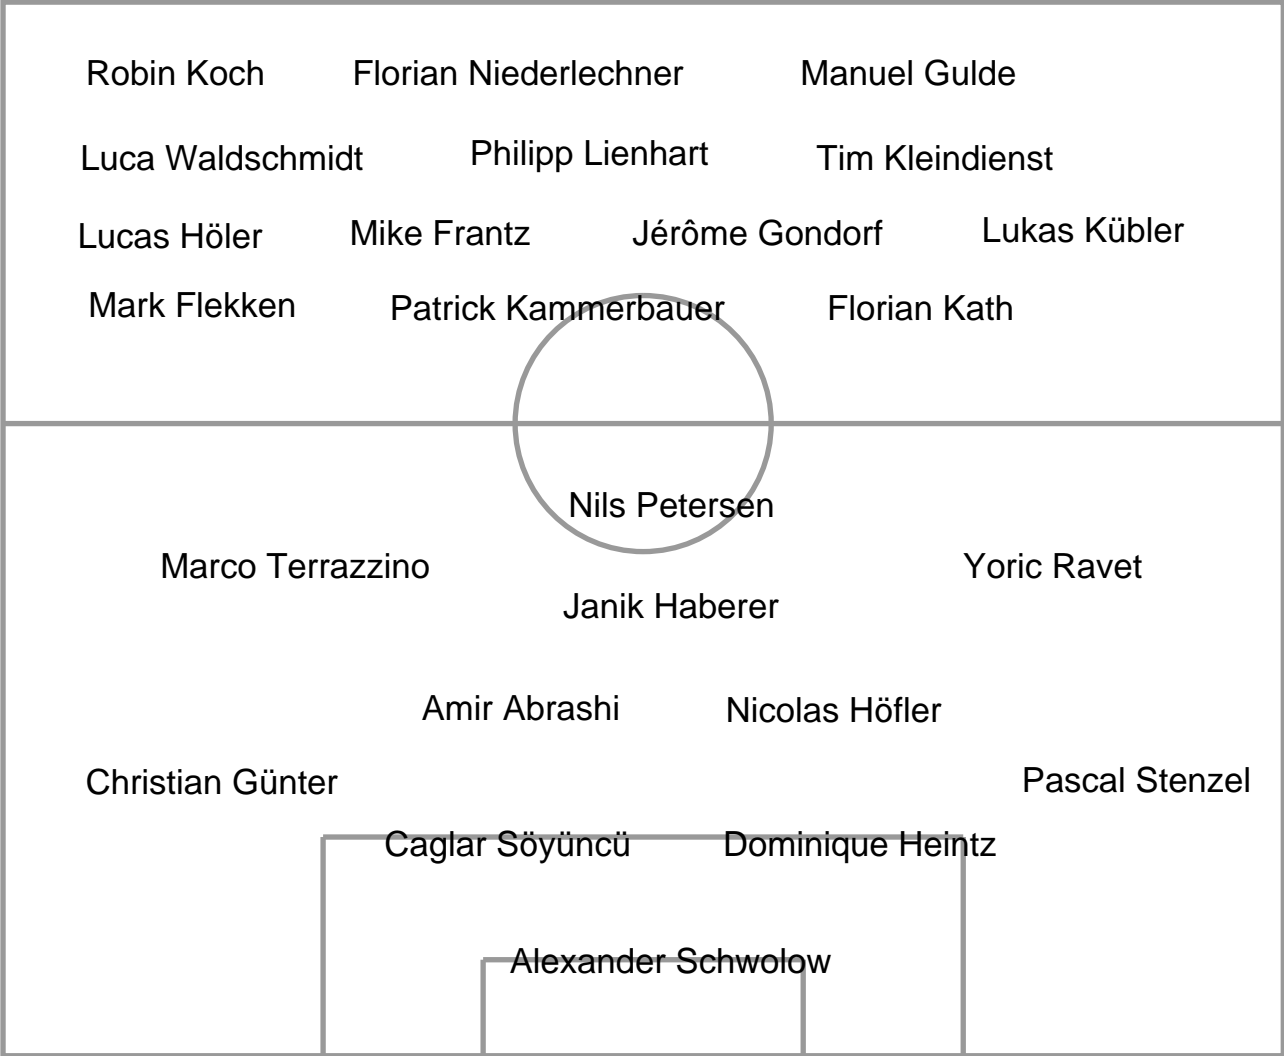 Robin Koch
Florian Niederlechner
Manuel Gulde
Luca Waldschmidt
Philipp Lienhart
Tim Kleindienst
Lucas Höler
Mike Frantz
Jérôme Gondorf
Lukas Kübler
Mark Flekken
Patrick Kammerbauer
Florian Kath
Nils Petersen
Marco Terrazzino
Yoric Ravet
Janik Haberer
Amir Abrashi
Nicolas Höfler
Christian Günter
Pascal Stenzel
Caglar Söyüncü
Dominique Heintz
Alexander Schwolow